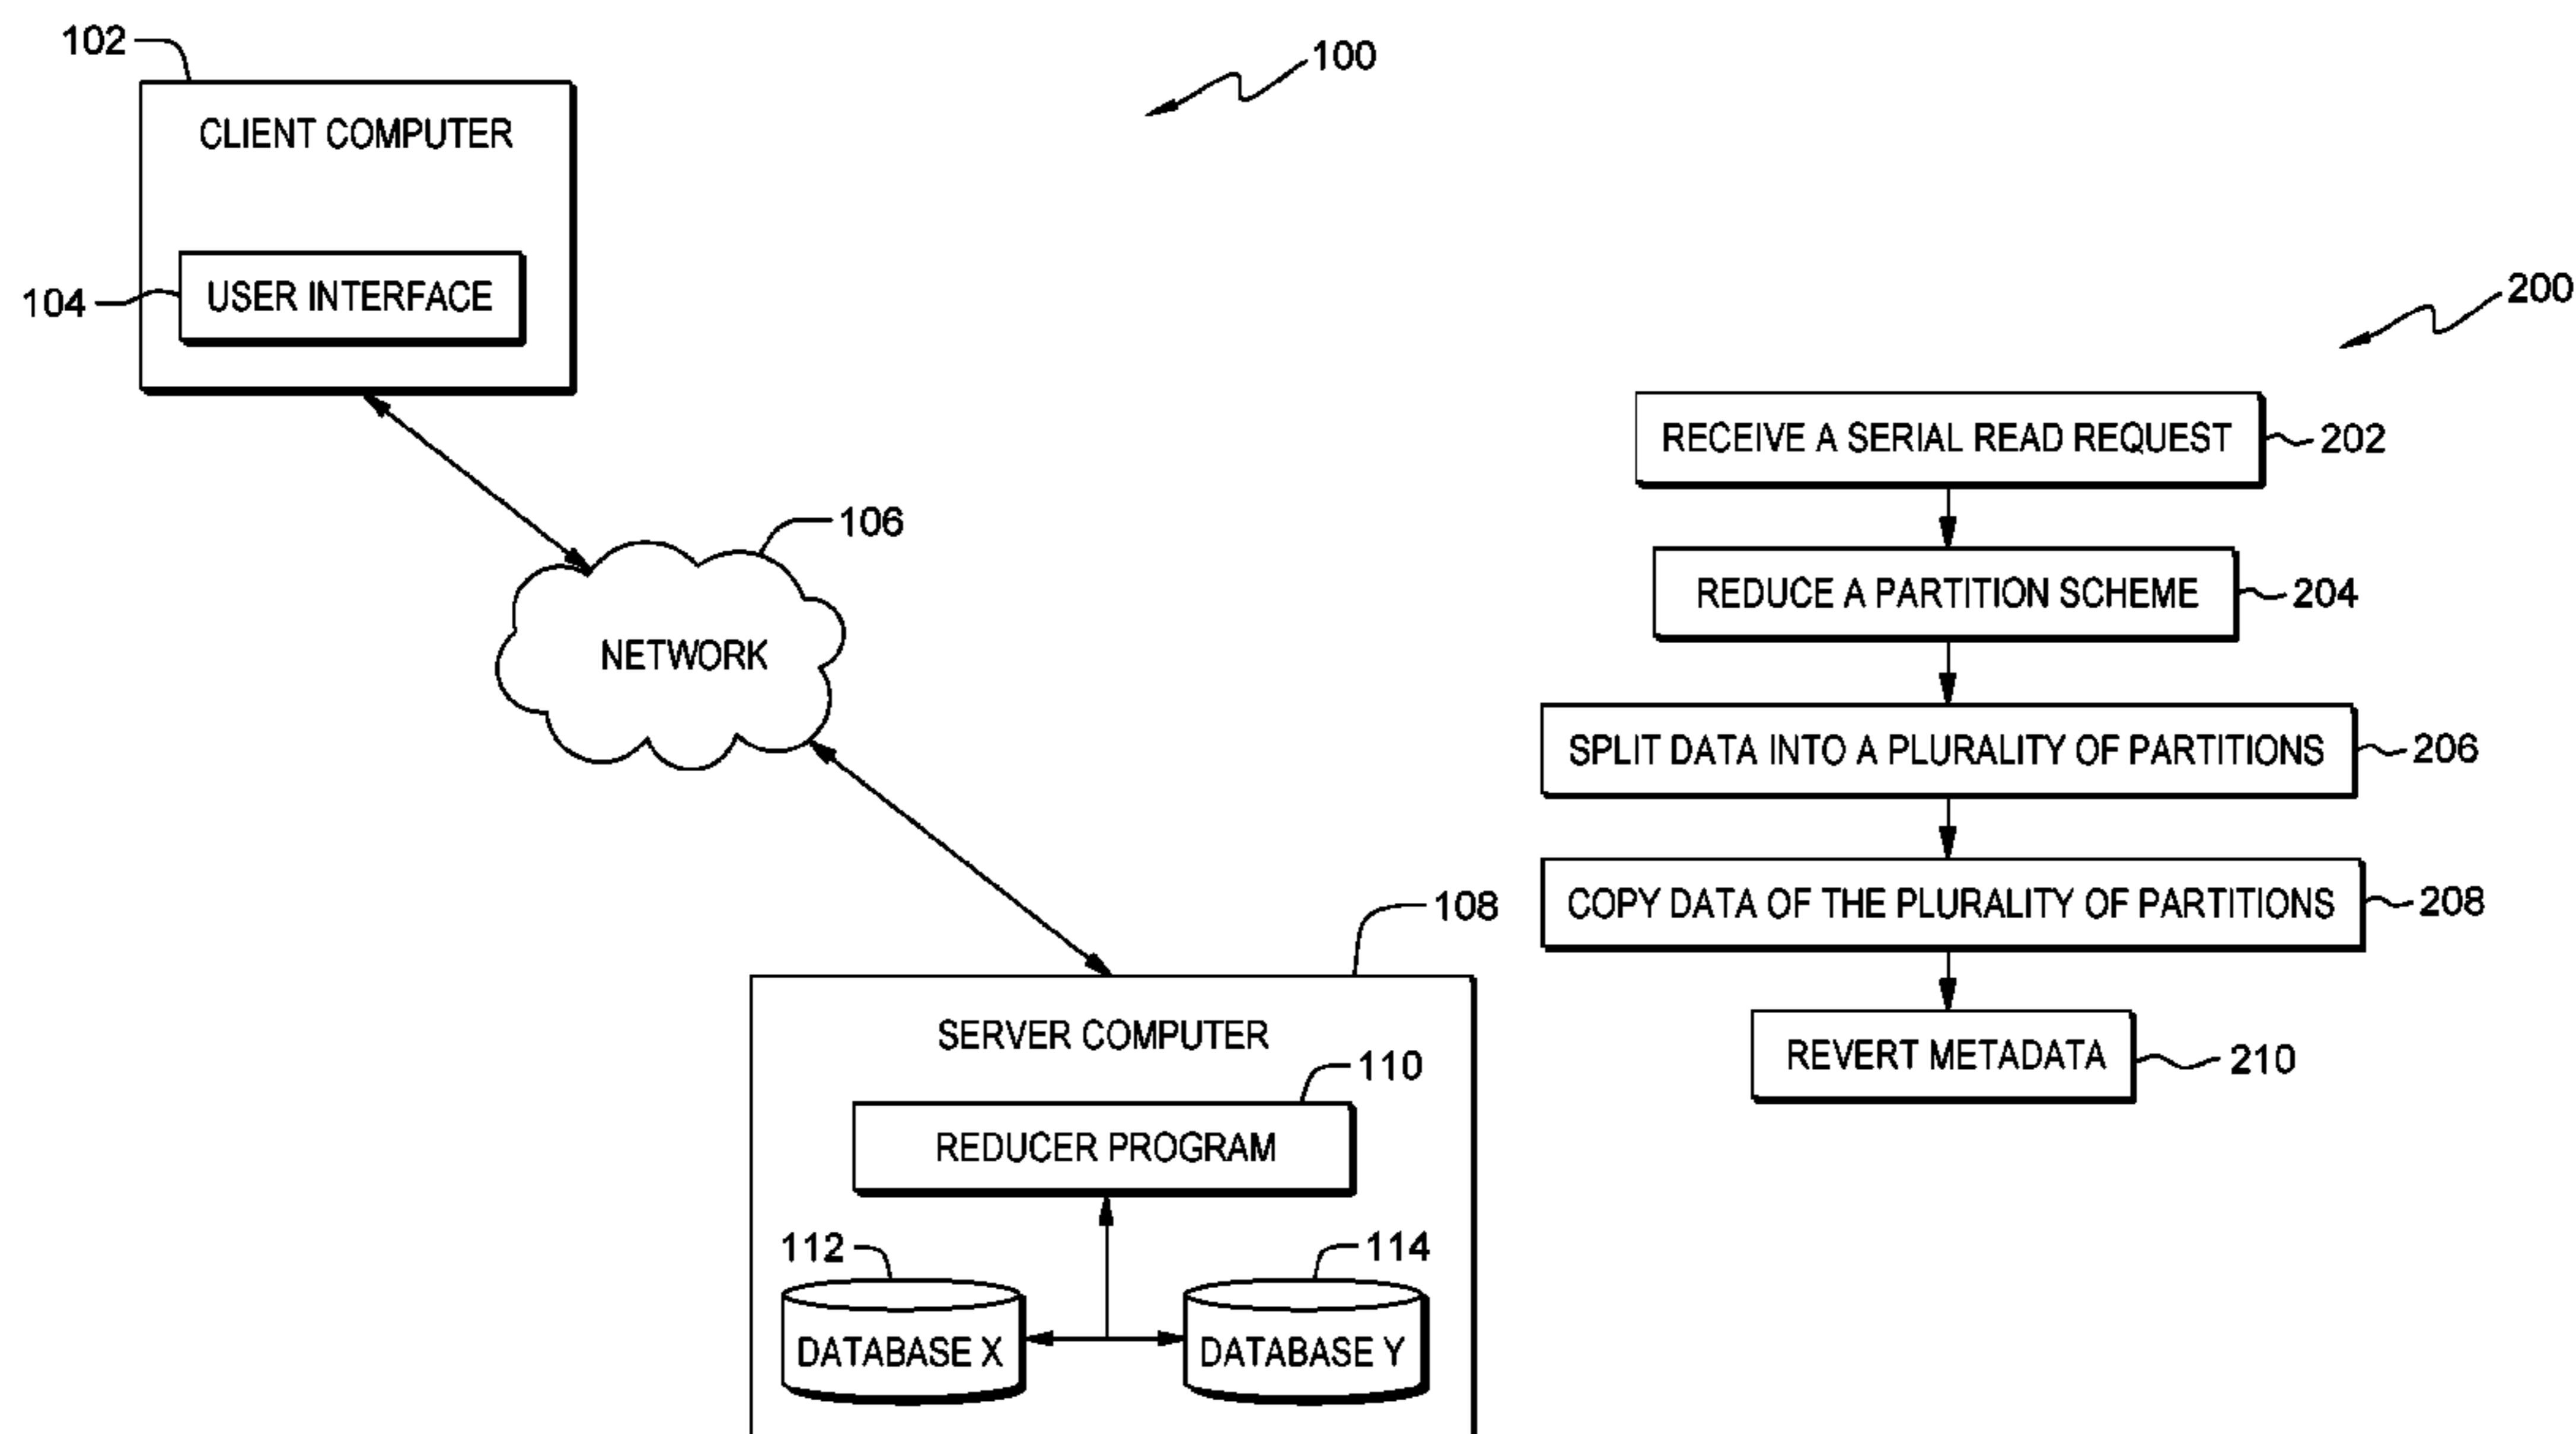 102
100
CLIENT COMPUTER
104
USER INTERFACE
106
NETWORK
108
SERVER COMPUTER
110
REDUCER PROGRAM
112
114
DATABASE X
DATABASE Y
200
RECEIVE A SERIAL READ REQUEST
202
REDUCE A PARTITION SCHEME
204
SPLIT DATA INTO A PLURALITY OF PARTITIONS
206
COPY DATA OF THE PLURALITY OF PARTITIONS
208
REVERT METADATA
210